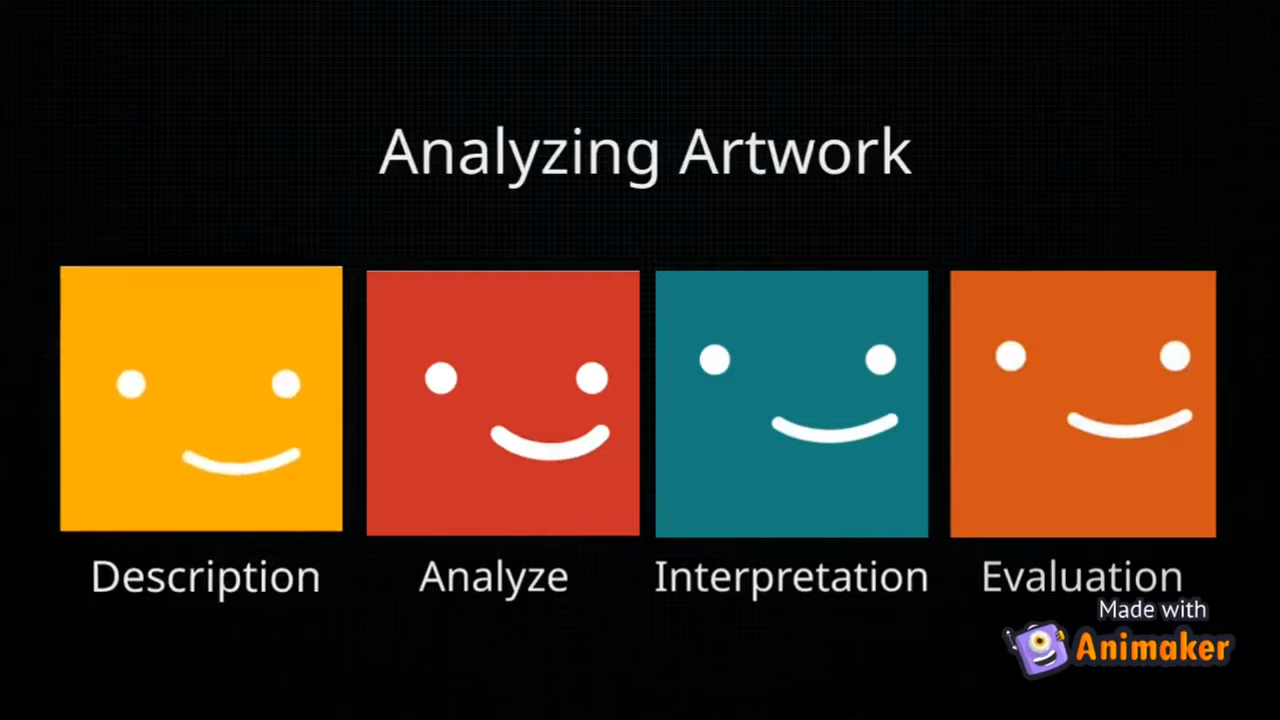 Analyzing Artwork
Description
Analyze
Interpretation
Evaluation
Made with
Animaker